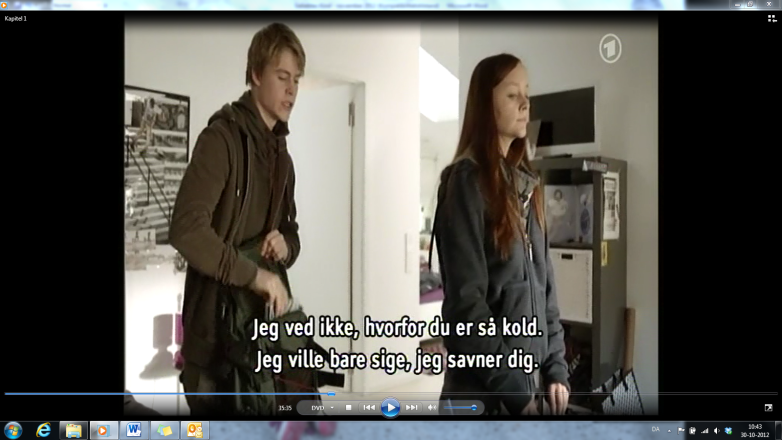 Kapitel 1
1
Jeg ved ikke, hvorfor du er så kold.
Jeg ville bare sige, jeg savner dig.
35:35
DVD
DA
10:43
30-10-2012